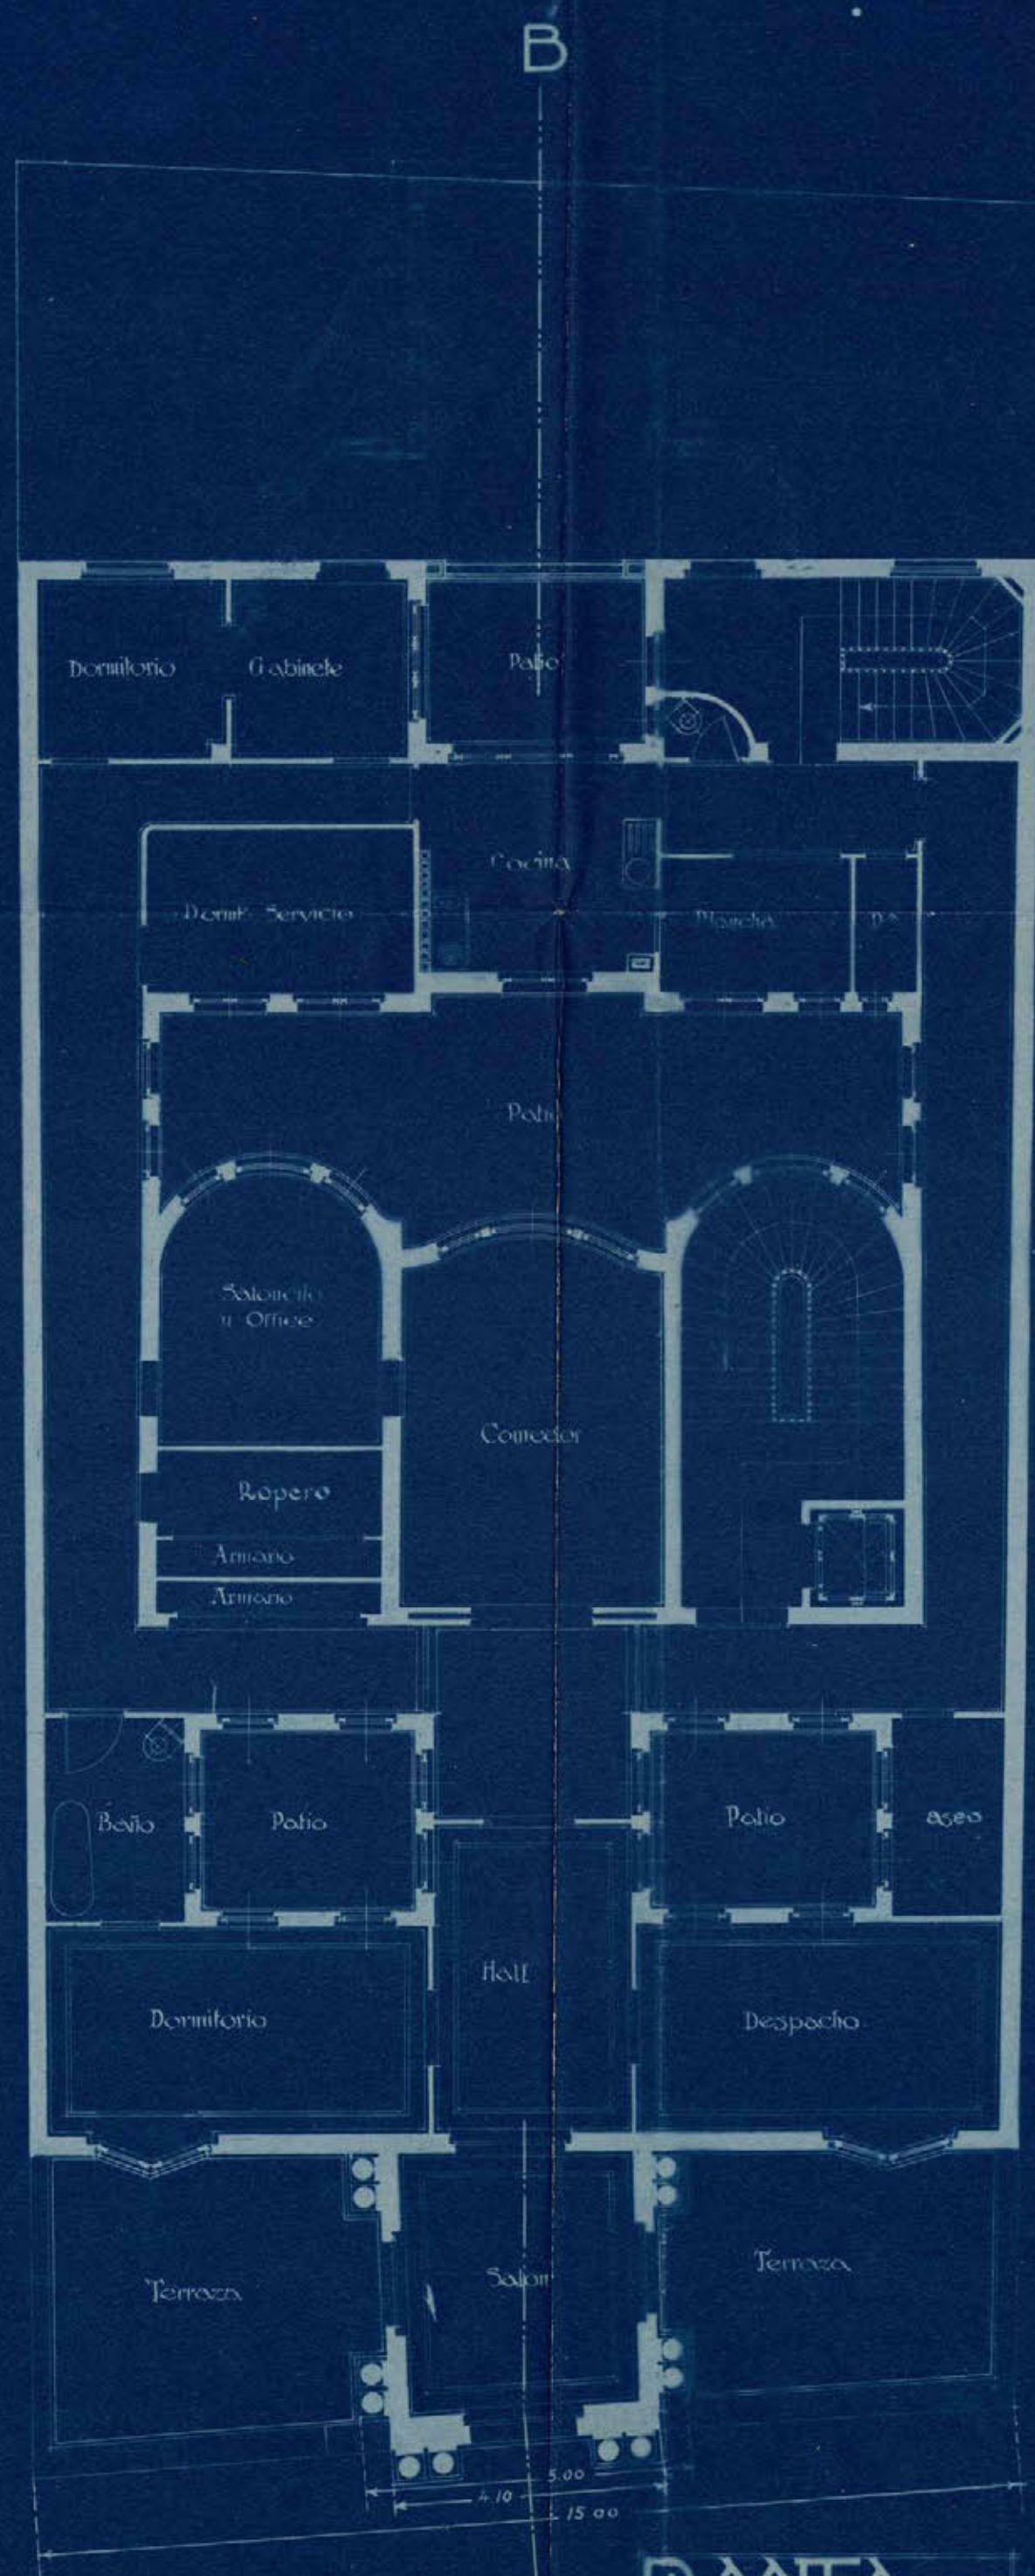 B
Dormitorio
Gabinete
Patio
Cocina
Dormit. Servicio
Plancha
Patio
Saloncito
u Office
Comedor
Ropero
Armario
Armario
Baño
Patio
Patio
aseo
Hall
Dormitorio
Despacho
Salon
Terraza
Terraza
5.00
4.10
15 00